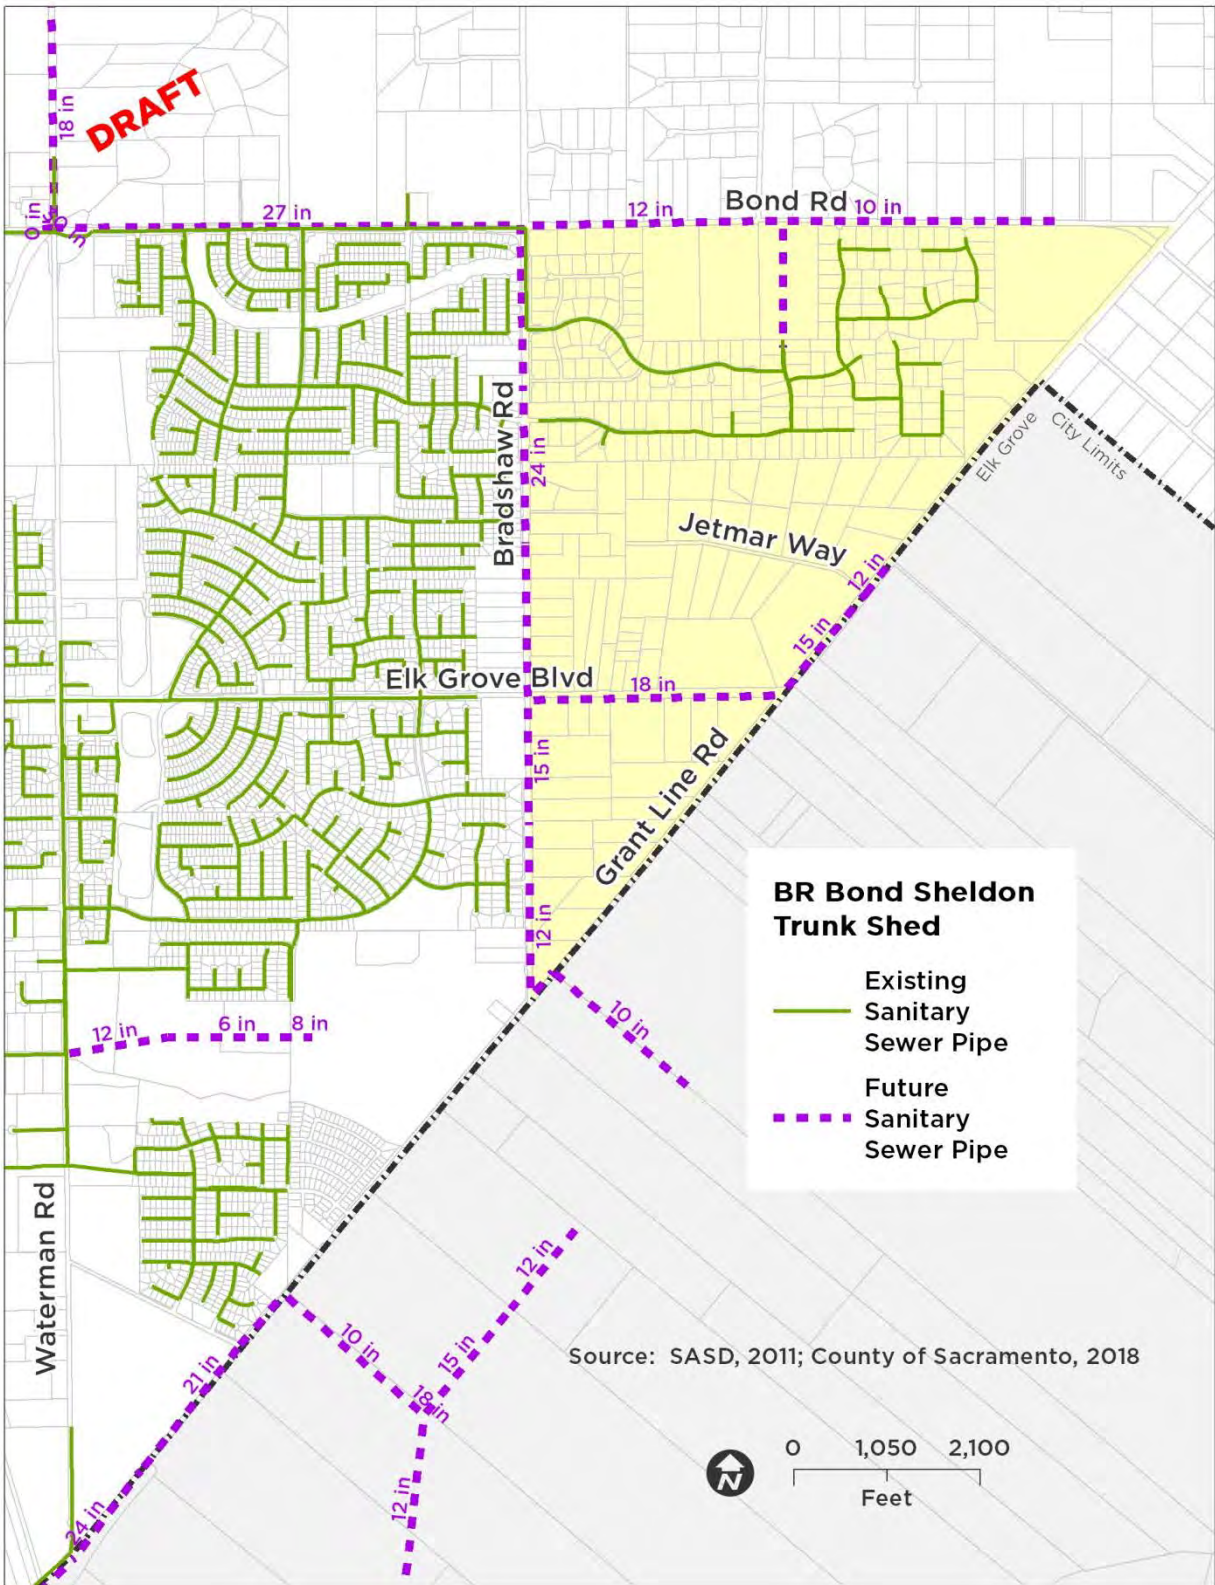 18 in
DRAFT
27 in
12 in
Bond Rd
10 in
0 in
Bradshaw Rd
24 in
Elk Grove
City Limits
Jetmar Way
12 in
15 in
Elk Grove Blvd
18 in
15 in
Grant Line Rd
12 in
10 in
12 in
6 in
8 in
BR Bond Sheldon
Trunk Shed
Existing
Sanitary
Sewer Pipe
Future
Sanitary
Sewer Pipe
Waterman Rd
12 in
15 in
10 in
18 in
21 in
12 in
24 in
Source: SASD, 2011; County of Sacramento, 2018
N
0 1,050 2,100
Feet